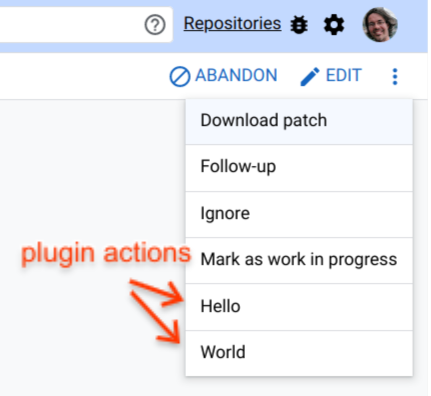 Repositories
ABANDON EDIT
Download patch
Follow-up
Ignore
plugin actions
Mark as work in progress
Hello
World